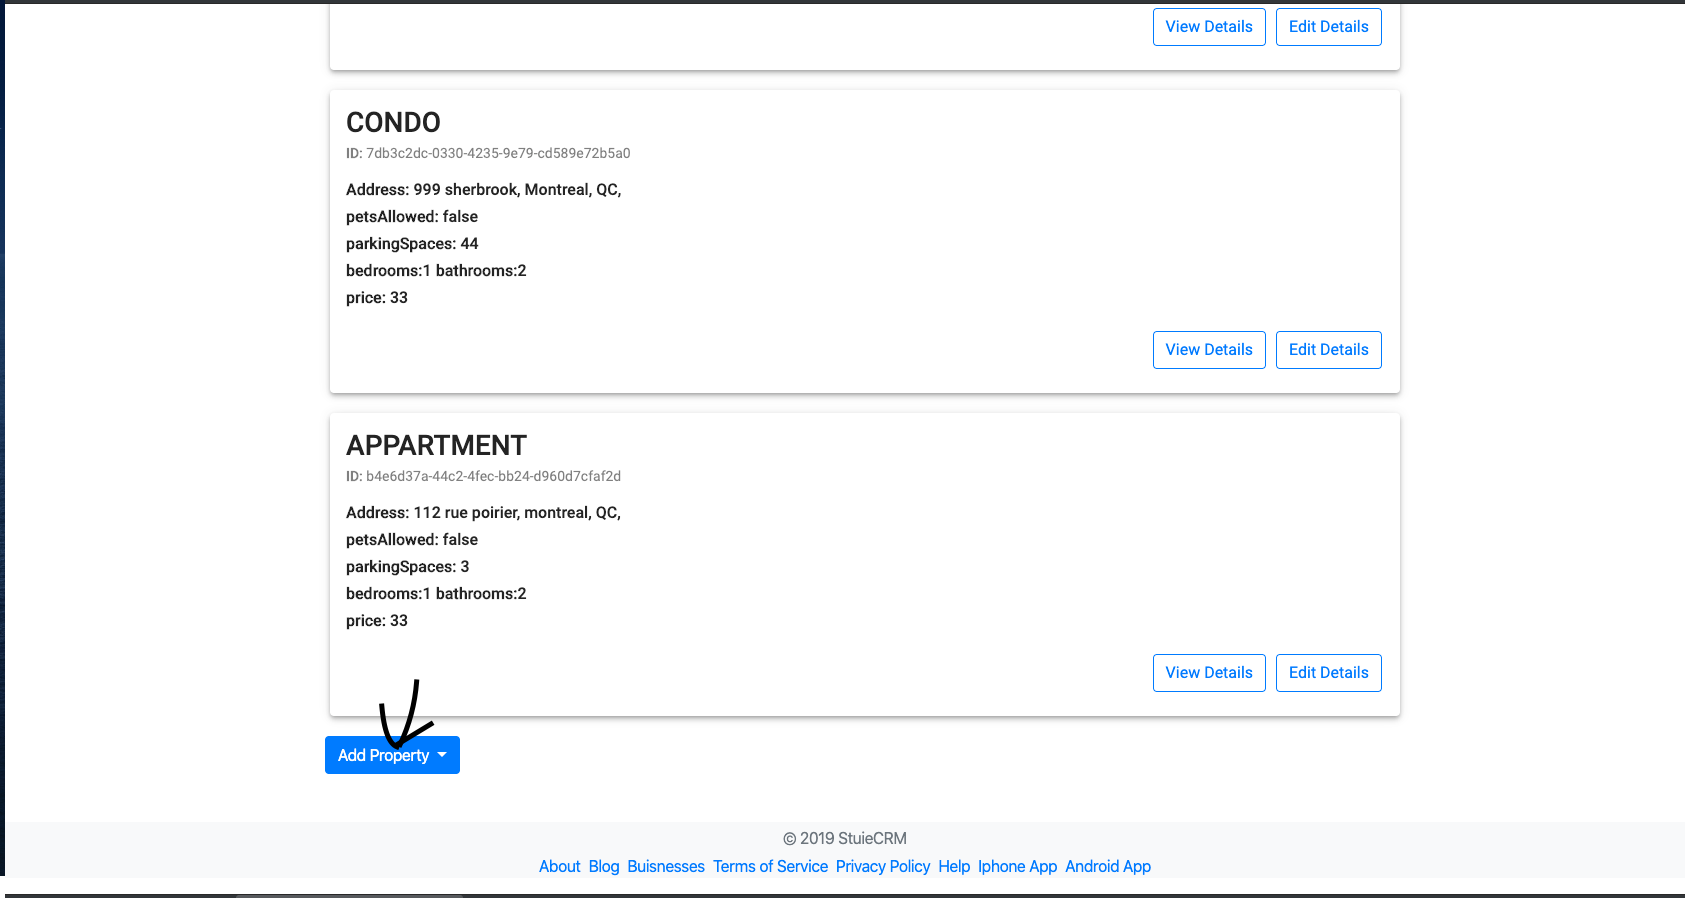 View Details Edit Details
CONDO
ID: 7db3c2dc-0330-4235-9e79-cd589e72b5a0
Address: 999 sherbrook, Montreal, QC,
petsAllowed: false
parkingSpaces: 44
bedrooms:1 bathrooms:2
price: 33
View Details Edit Details
APPARTMENT
ID: b4e6d37a-44c2-4fec-bb24-d960d7cfaf2d
Address: 112 rue poirier, montreal, QC,
petsAllowed: false
parkingSpaces: 3
bedrooms:1 bathrooms:2
price: 33
View Details Edit Details
Add Property
© 2019 StuieCRM
About Blog Buisnesses Terms of Service Privacy Policy Help Iphone App Android App